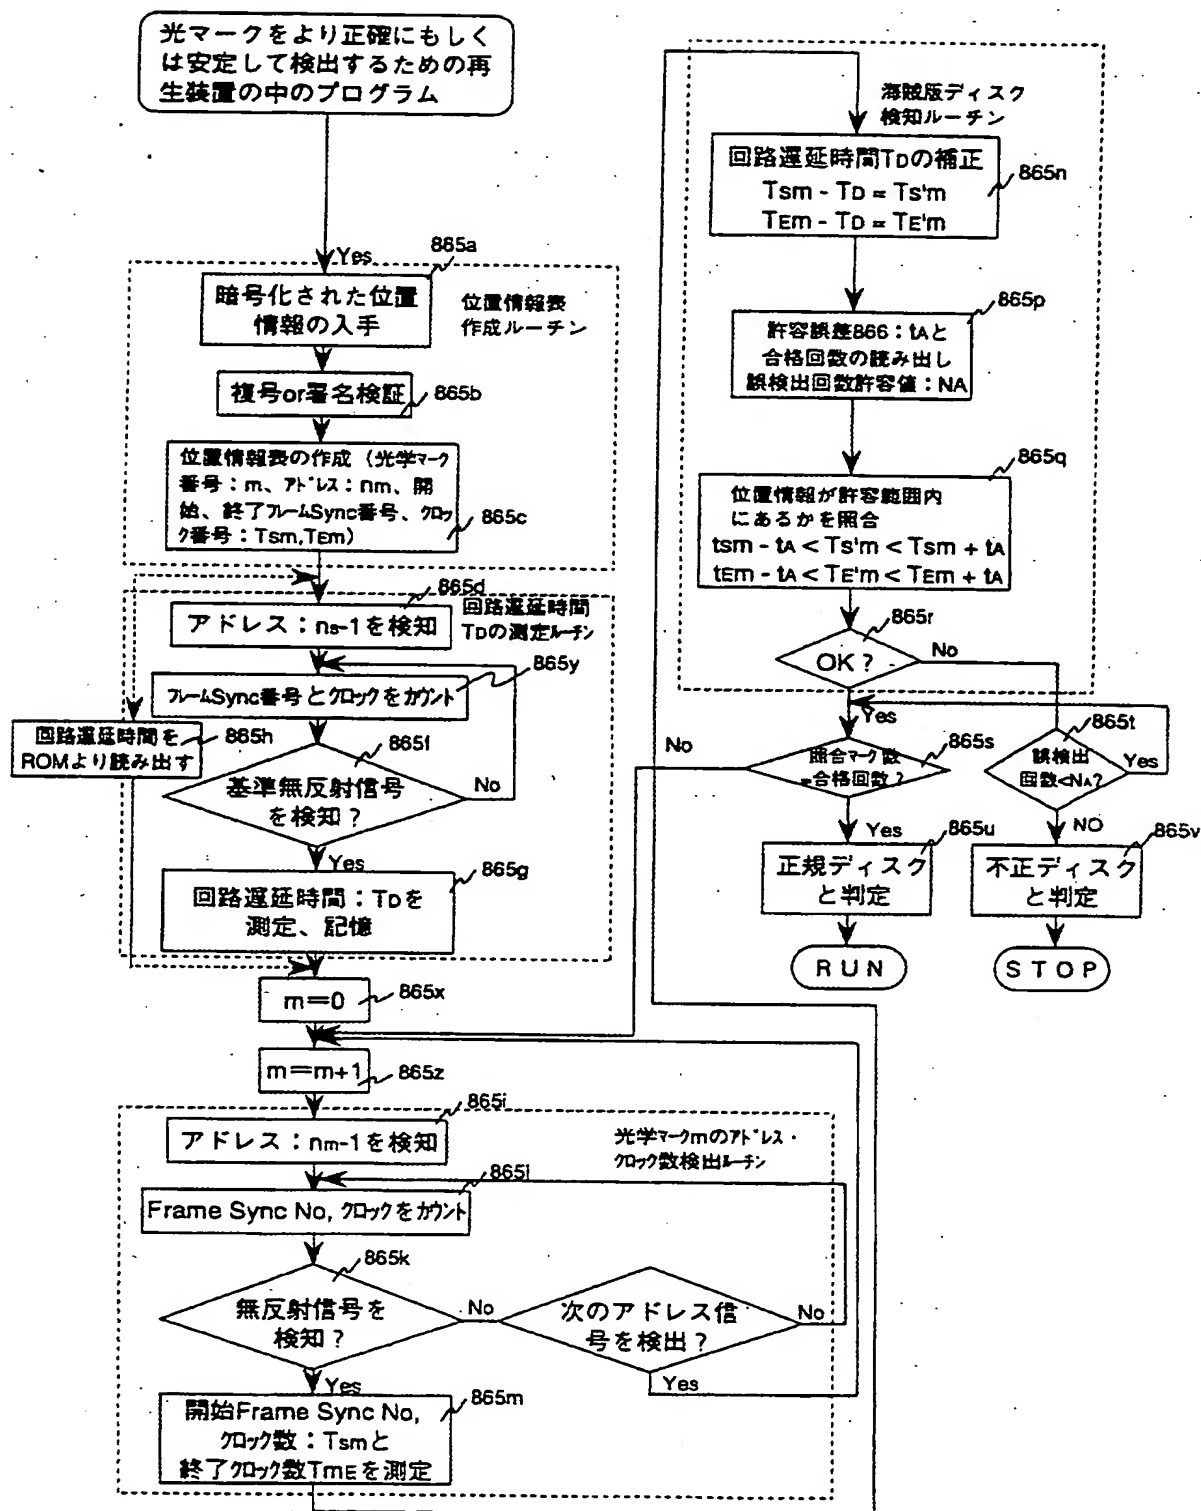 光マークをより正確にもしく
は安定して検出するための再
生装置の中のプログラム
Yes
865a
暗号化された位置
情報の入手
位置情報表
作成ルーチン
複号or署名検証
865b
位置情報表の作成（光学マーク
番号：m、アドレス：nm、開
始、終了フレームSync番号、クロッ
ク番号：Tsm,TEm）
865c
865d
アドレス：ns-1を検知
回路遅延時間
TDの測定ルーチン
865y
フレームSync番号とクロックをカウント
回路遅延時間を
ROMより読み出す
865h
865f
基準無反射信号
を検知？
No
Yes
865g
回路遅延時間：TDを
測定、記憶
m＝0
865x
m＝m+1
865z
865i
アドレス：nm-1を検知
光学マークmのアドレス・
クロック数検出ルーチン
865j
Frame Sync No, クロックをカウント
865k
無反射信号を
検知？
No
次のアドレス信
号を検出？
No
Yes
Yes
865m
開始Frame Sync No,
クロック数：Tsmと
終了クロック数TmEを測定
海賊版ディスク
検知ルーチン
回路遅延時間TDの補正
Tsm - TD = Ts'm
TEm - TD = TE'm
865n
865p
許容誤差866：tAと
合格回数の読み出し
誤検出回数許容値：NA
865q
位置情報が許容範囲内
にあるかを照合
tsm - tA < Ts'm < Tsm + tA
tEm - tA < TE'm < TEm + tA
865r
OK？
No
Yes
照合マーク数
=合格回数？
865s
No
865t
誤検出
回数<NA？
Yes
Yes
865u
NO
865v
正規ディスク
と判定
不正ディスク
と判定
RUN
STOP